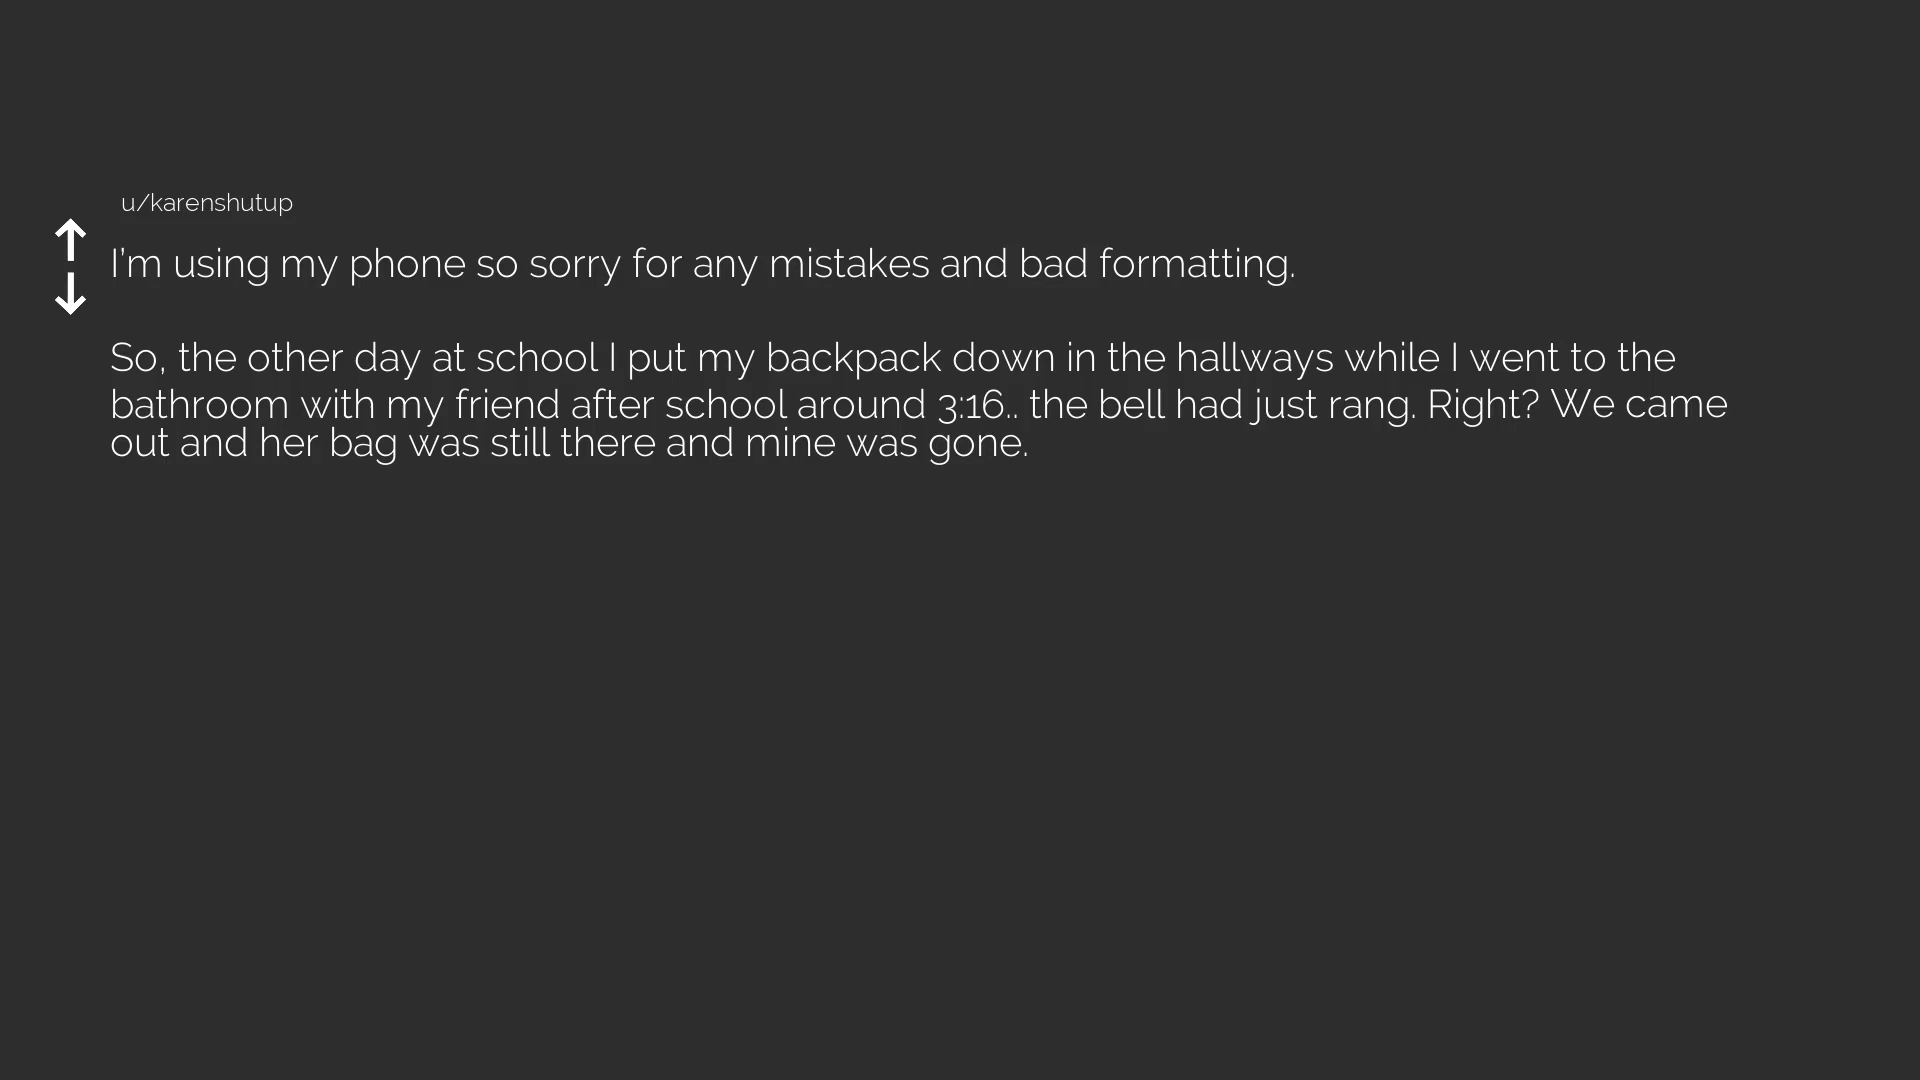 u/karenshutup
I'm using my phone so sorry for any mistakes and bad formatting.
So, the other day at school I put my backpack down in the hallways while I went to the
bathroom with my friend after school around 3:16.. the bell had just rang. Right? We came
out and her bag was still there and mine was gone.